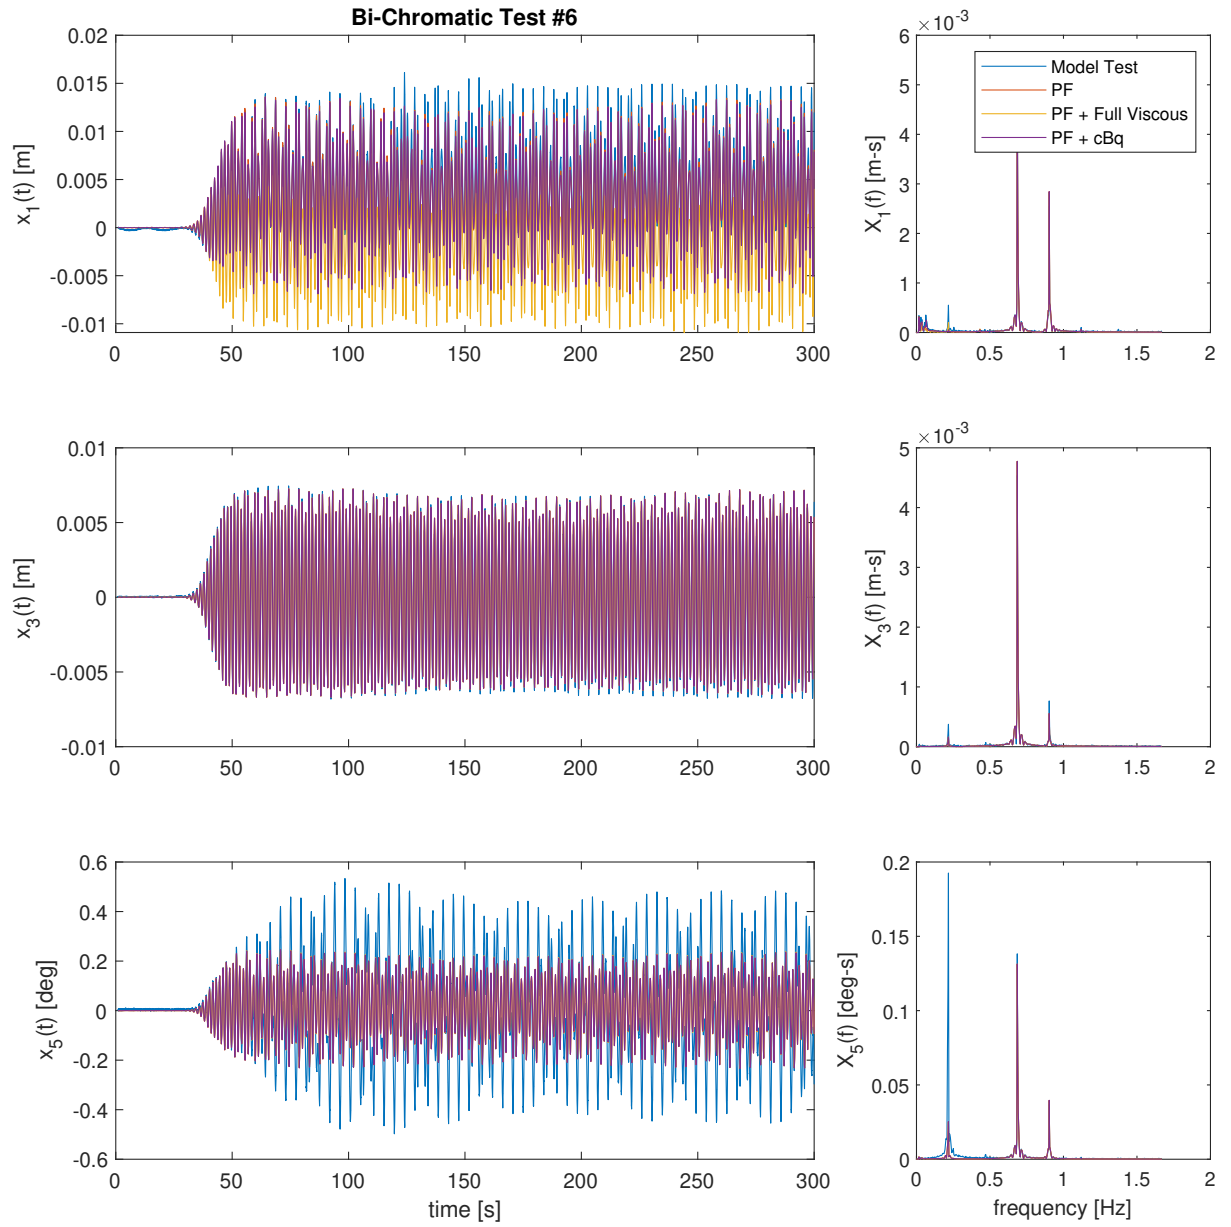 Bi-Chromatic Test #6
0.02
0.015
0.01
0.005
0
-0.005
-0.01
x1(t) [m]
0 50 100 150 200 250 300
×10-3
6
5
4
3
2
1
0
X1(f) [m-s]
Model Test
PF
PF + Full Viscous
PF + cBq
0 0.5 1 1.5 2
0.01
0.005
0
-0.005
-0.01
x3(t) [m]
0 50 100 150 200 250 300
×10-3
5
4
3
2
1
0
X3(f) [m-s]
0 0.5 1 1.5 2
0.6
0.4
0.2
0
-0.2
-0.4
-0.6
x5(t) [deg]
0 50 100 150 200 250 300
time [s]
0.2
0.15
0.1
0.05
0
X5(f) [deg-s]
0 0.5 1 1.5 2
frequency [Hz]